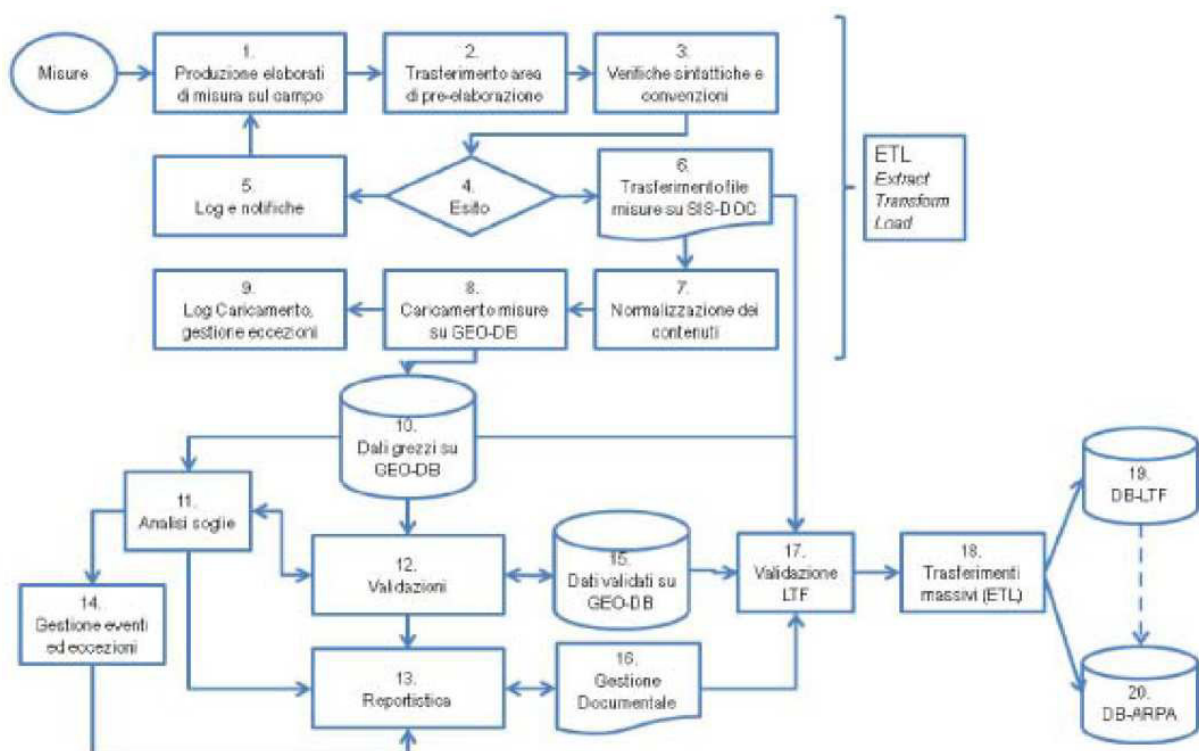 Misure
1.
Produzione elaborati
di misura sul campo
2.
Trasferimento area
di pre-elaborazione
3.
Verifiche sintattiche e
convenzioni
ETL
Extract
Transform
Load
5.
Log e notifiche
4.
Esito
6.
Trasferimento file
misure su SIS-DOC
9.
Log Caricamento,
gestione eccezioni
8.
Caricamento misure
su GEO-DB
7.
Normalizzazione dei
contenuti
10.
Dati grezzi su
GEO-DB
11.
Analisi soglie
12.
Validazioni
15.
Dati validati su
GEO-DB
17.
Validazione
LTF
18.
Trasferimenti
massivi (ETL)
19.
DB-LTF
14.
Gestione eventi
ed eccezioni
13.
Reportistica
16.
Gestione
Documentale
20.
DB-ARPA